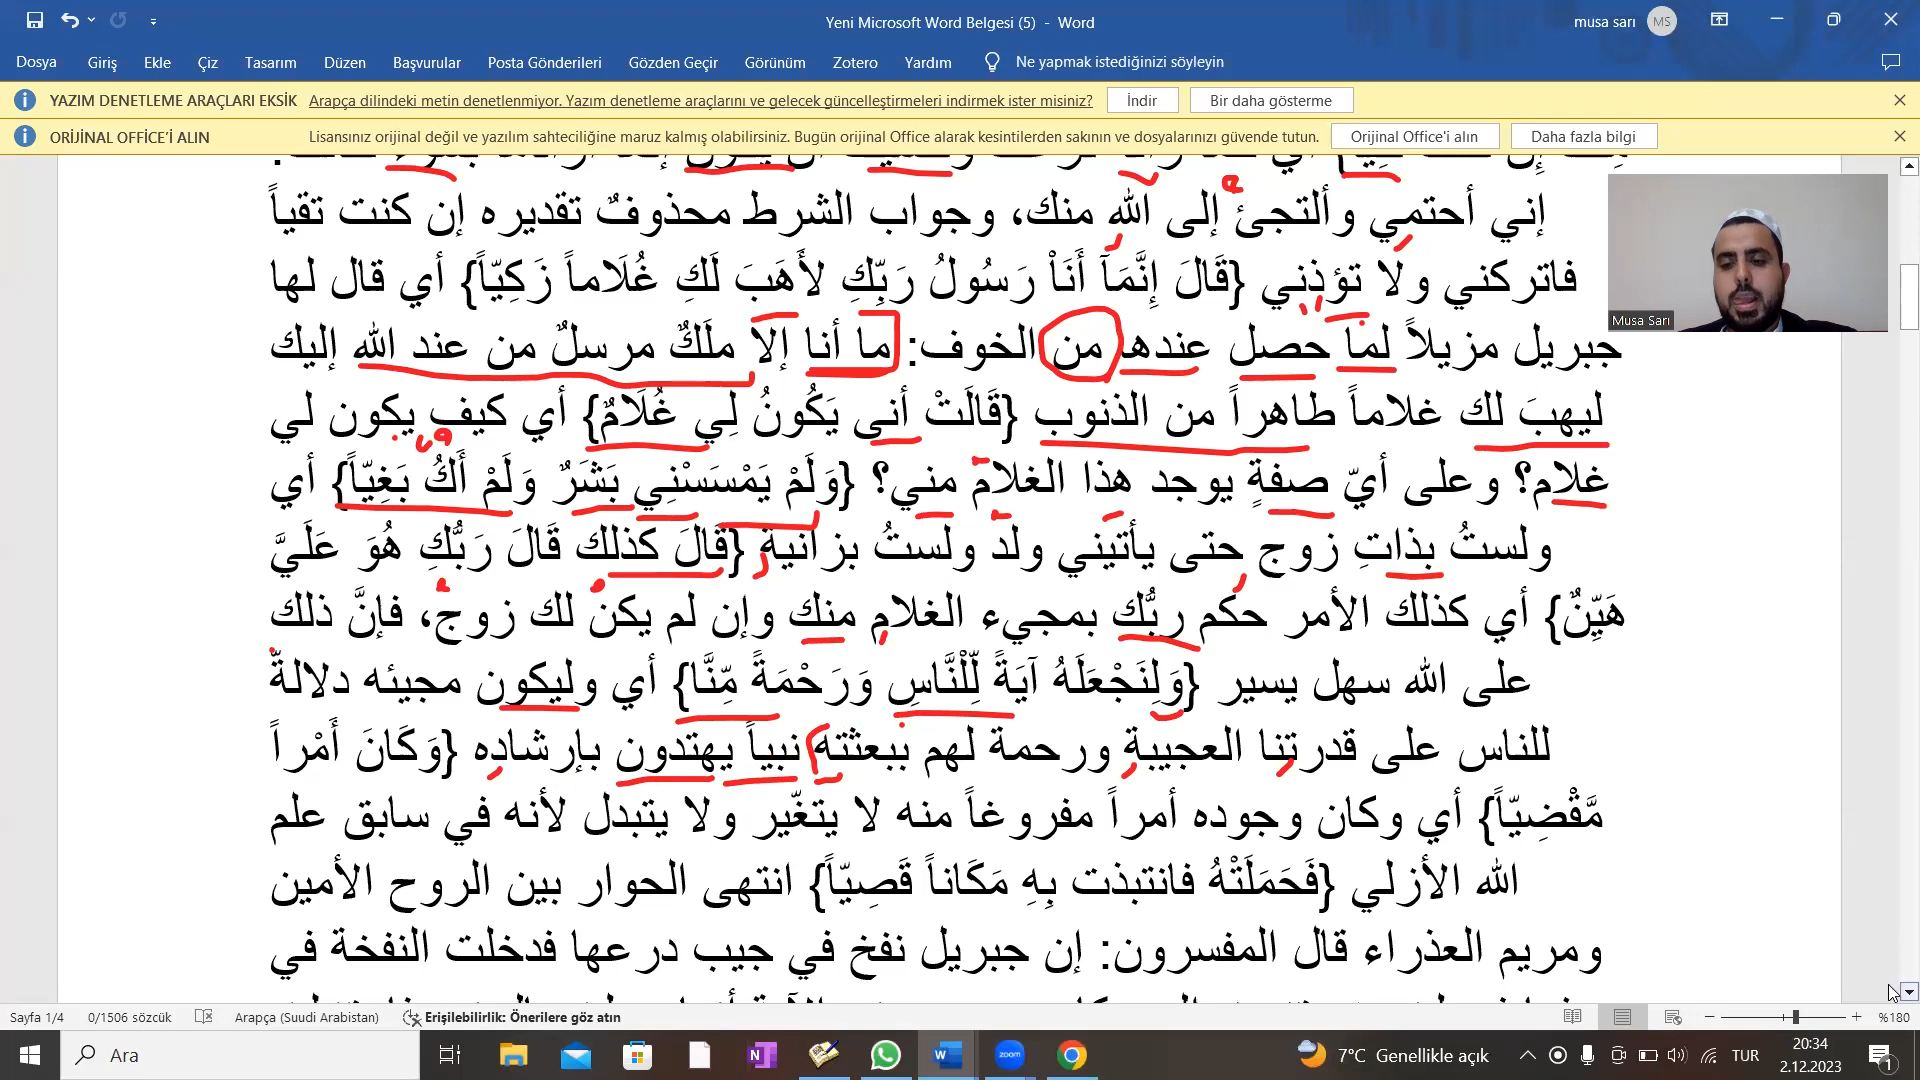 Yeni Microsoft Word Belgesi (5) - Word
musa sarı
MS
Dosya Giriş Ekle Çiz Tasarım Düzen Başvurular Posta Gönderileri Gözden Geçir Görünüm Zotero Yardım Ne yapmak istediğinizi söyleyin
YAZIM DENETLEME ARAÇLARI EKSİK Arapça dilindeki metin denetlenmiyor. Yazım denetleme araçlarını ve gelecek güncelleştirmeleri indirmek ister misiniz? İndir Bir daha gösterme
ORİJİNAL OFFICE'İ ALIN Lisansınız orijinal değil ve yazılım sahteciliğine maruz kalmış olabilirsiniz. Bugün orijinal Office alarak kesintilerden sakının ve dosyalarınızı güvende tutun. Orijinal Office'i alın Daha fazla bilgi
إني أحتمي وألتجئ إلى الله منك، وجواب الشرط محذوفٌ تقديره إن كنت تقياً
فاتركني ولا تؤذني {قَالَ إِنَّمَآ أَنَاْ رَسُولُ رَبِّكِ لأَهَبَ لَكِ غُلَاماً زَكِيّاً} أي قال لها
جبريل مزيلاً لما حصل عندها من الخوف: ما أنا إلا ملَكٌ مرسلٌ من عند الله إليك
ليهبَ لك غلاماً طاهراً من الذنوب {قَالَتْ أنى يَكُونُ لِي غُلَامٌ} أي كيف يكون لي
غلام؟ وعلى أيّ صفةٍ يوجد هذا الغلام مني؟ {وَلَمْ يَمْسَسْنِي بَشَرٌ وَلَمْ أَكُ بَغِيّاً} أي
ولستُ بذاتِ زوج حتى يأتيني ولد ولستُ بزانية {قَالَ كذلك قَالَ رَبُّكِ هُوَ عَلَيَّ
هَيِّنٌ} أي كذلك الأمر حكم ربُّك بمجيء الغلام منك وإن لم يكن لك زوج، فإنَّ ذلك
على الله سهل يسير {وَلِنَجْعَلَهُ آيَةً لِّلْنَّاسِ وَرَحْمَةً مِّنَّا} أي وليكون مجيئه دلالةً
للناس على قدرتنا العجيبة ورحمة لهم ببعثته نبياً يهتدون بإرشاده {وَكَانَ أَمْراً
مَّقْضِيّاً} أي وكان وجوده أمراً مفروغاً منه لا يتغّير ولا يتبدل لأنه في سابق علم
الله الأزلي {فَحَمَلَتْهُ فانتبذت بِهِ مَكَاناً قَصِيّاً} انتهى الحوار بين الروح الأمين
ومريم العذراء قال المفسرون: إن جبريل نفخ في جيب درعها فدخلت النفخة في
Musa Sarı
Sayfa 1/4 0/1506 sözcük Arapça (Suudi Arabistan) Erişilebilirlik: Önerilere göz atın %180
Ara
zoom
7°C Genellikle açık TUR 20:34
2.12.2023
1